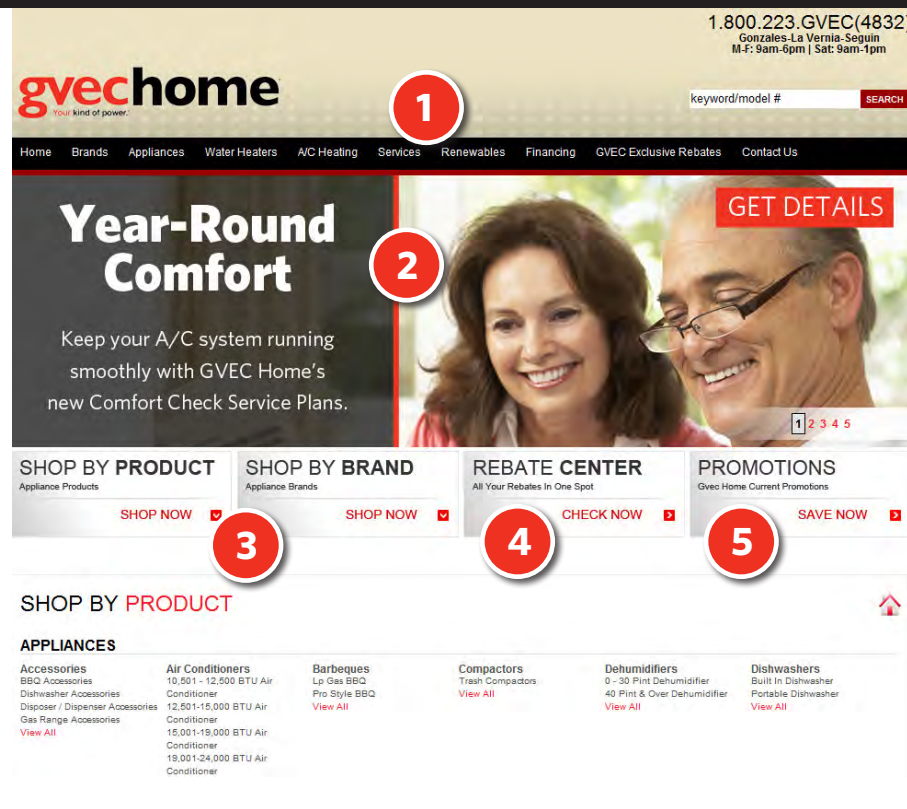 1.800.223.GVEC(4832)
Gonzales-La Vernia-Seguin
M-F: 9am-6pm | Sat: 9am-1pm
gvechome
Your kind of power.
keyword/model # SEARCH
1
Home Brands Appliances Water Heaters A/C Heating Services Renewables Financing GVEC Exclusive Rebates Contact Us
GET DETAILS
Year-Round
Comfort
2
Keep your A/C system running
smoothly with GVEC Home's
new Comfort Check Service Plans.
1 2 3 4 5
SHOP BY PRODUCT SHOP BY BRAND REBATE CENTER PROMOTIONS
Appliance Products Appliance Brands All Your Rebates In One Spot Gvec Home Current Promotions
SHOP NOW SHOP NOW CHECK NOW SAVE NOW
3 4 5
SHOP BY PRODUCT
APPLIANCES
Accessories Air Conditioners Barbeques Compactors Dehumidifiers Dishwashers
BBQ Accessories 10,501 - 12,500 BTU Air Lp Gas BBQ Trash Compactors 0 - 30 Pint Dehumidifier Built In Dishwasher
Dishwasher Accessories Conditioner Pro Style BBQ View All 40 Pint & Over Dehumidifier Portable Dishwasher
Disposer / Dispenser Accessories 12,501-15,000 BTU Air View All View All View All
Gas Range Accessories Conditioner
View All 15,001-19,000 BTU Air
Conditioner
19,001-24,000 BTU Air
Conditioner